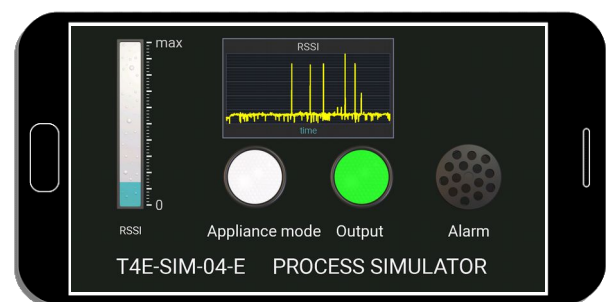 max
RSSI
time
0
RSSI
Appliance mode Output Alarm
T4E-SIM-04-E PROCESS SIMULATOR